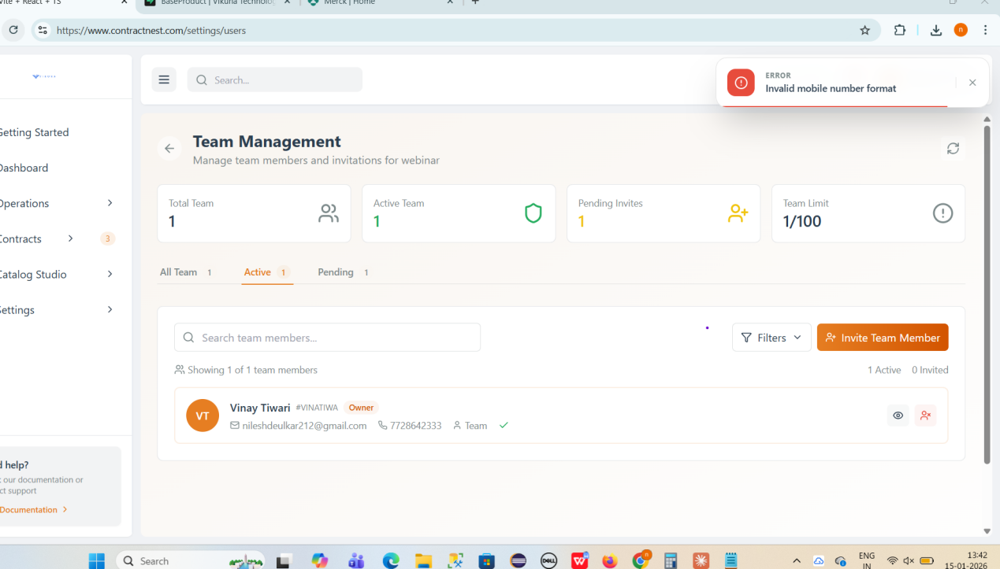 Vite + React + TS
BaseProduct | Vikuna Technolog
Merck | Home
https://www.contractnest.com/settings/users
n
Search...
ERROR
Invalid mobile number format
Getting Started
Dashboard
Operations
Contracts 3
Catalog Studio
Settings
d help?
our documentation or
ct support
Documentation
Team Management
Manage team members and invitations for webinar
Total Team
1
Active Team
1
Pending Invites
1
Team Limit
1/100
All Team 1
Active 1
Pending 1
Search team members...
Filters
Invite Team Member
Showing 1 of 1 team members
1 Active 0 Invited
VT
Vinay Tiwari #VINATIWA Owner
nileshdeulkar212@gmail.com 7728642333 Team
Search
DELL
W
n
ENG
IN
13:42
15-01-2026